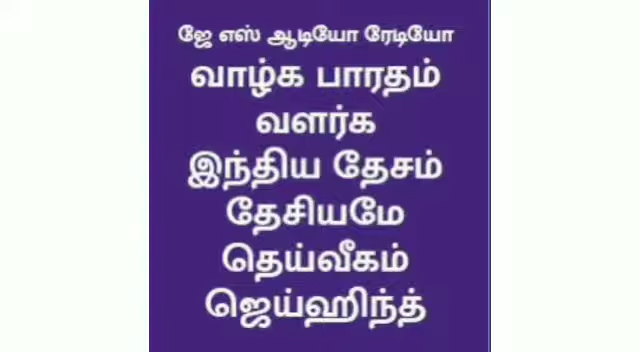 ஜே எஸ் ஆடியோ ரேடியோ
வாழ்க பாரதம்
வளர்க
இந்திய தேசம்
தேசியமே
தெய்வீகம்
ஜெய்ஹிந்த்